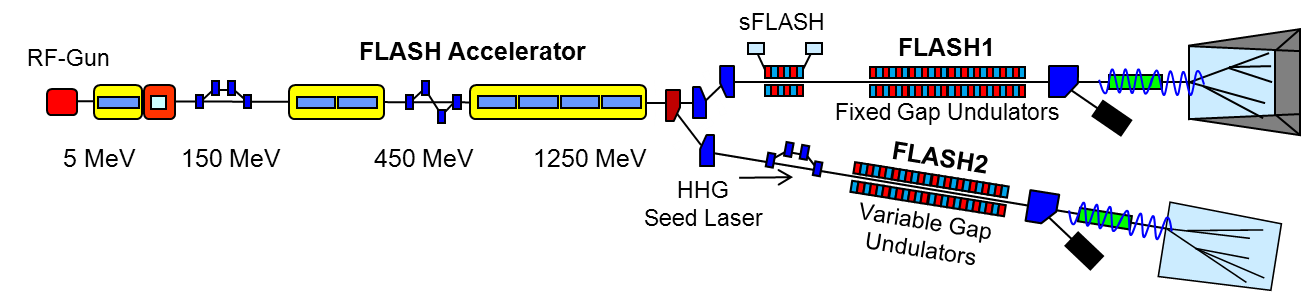 sFLASH
RF-Gun
FLASH Accelerator
FLASH1
Fixed Gap Undulators
5 MeV
150 MeV
450 MeV
1250 MeV
FLASH2
HHG
Seed Laser
Variable Gap
Undulators